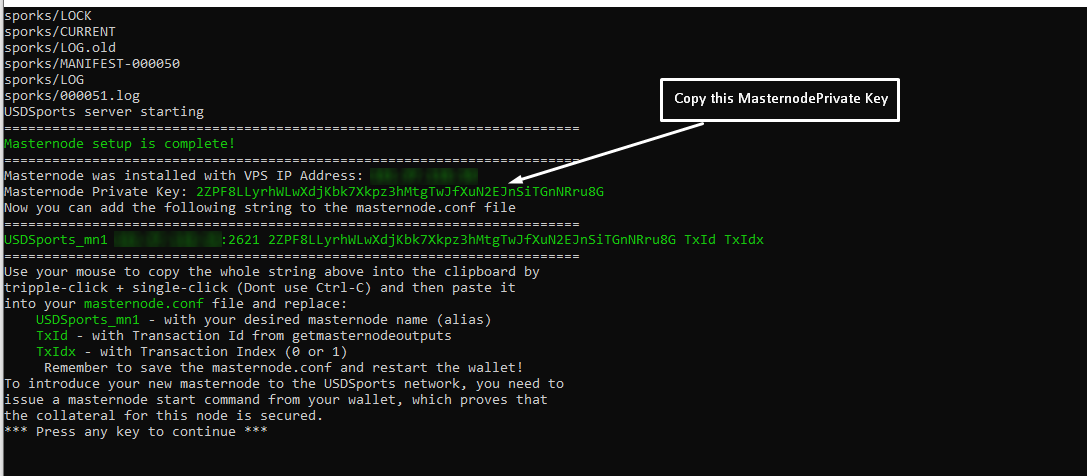 sporks/LOCK
sporks/CURRENT
sporks/LOG.old
sporks/MANIFEST-000050
sporks/LOG
sporks/000051.log
USDSports server starting
========================================================================
Masternode setup is complete!
========================================================================
Masternode was installed with VPS IP Address:
Masternode Private Key: 2ZPF8LLyrhWLwXdjKbk7Xkpz3hMtgTwJfXuN2EJnSiTGnNRru8G
Now you can add the following string to the masternode.conf file
========================================================================
USDSports_mn1 :2621 2ZPF8LLyrhWLwXdjKbk7Xkpz3hMtgTwJfXuN2EJnSiTGnNRru8G TxId TxIdx
========================================================================
Use your mouse to copy the whole string above into the clipboard by
tripple-click + single-click (Dont use Ctrl-C) and then paste it
into your masternode.conf file and replace:
USDSports_mn1 - with your desired masternode name (alias)
TxId - with Transaction Id from getmasternodeoutputs
TxIdx - with Transaction Index (0 or 1)
Remember to save the masternode.conf and restart the wallet!
To introduce your new masternode to the USDSports network, you need to
issue a masternode start command from your wallet, which proves that
the collateral for this node is secured.
*** Press any key to continue ***
Copy this MasternodePrivate Key